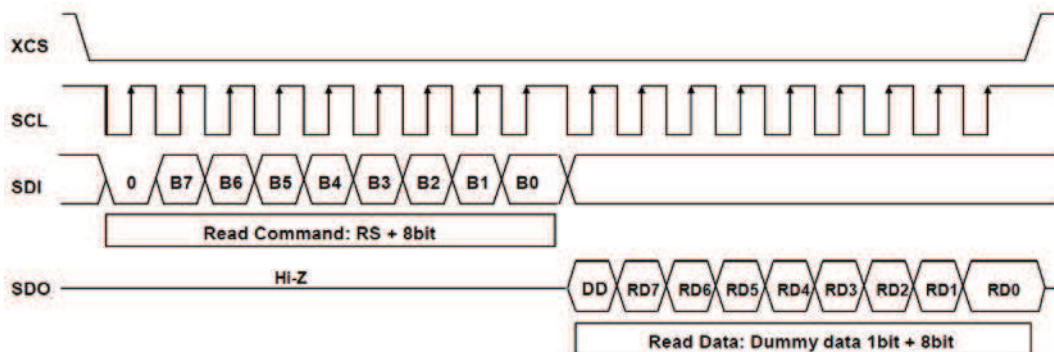 XCS
SCL
SDI 0 B7 B6 B5 B4 B3 B2 B1 B0
Read Command: RS + 8bit
SDO Hi-Z DD RD7 RD6 RD5 RD4 RD3 RD2 RD1 RD0
Read Data: Dummy data 1bit + 8bit